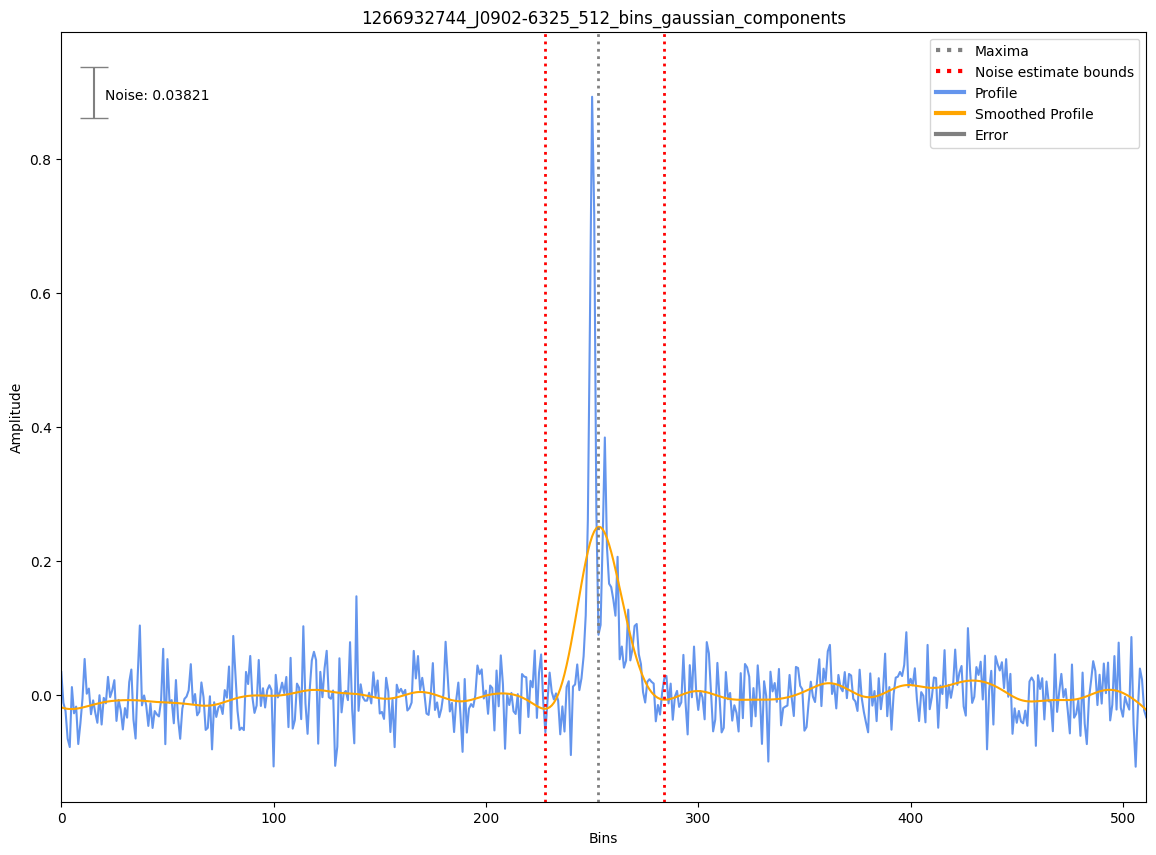 1266932744_J0902-6325_512_bins_gaussian_components
Noise: 0.03821
Maxima
Noise estimate bounds
Profile
Smoothed Profile
Error
Amplitude
0.8
0.6
0.4
0.2
0.0
0 100 200 300 400 500
Bins